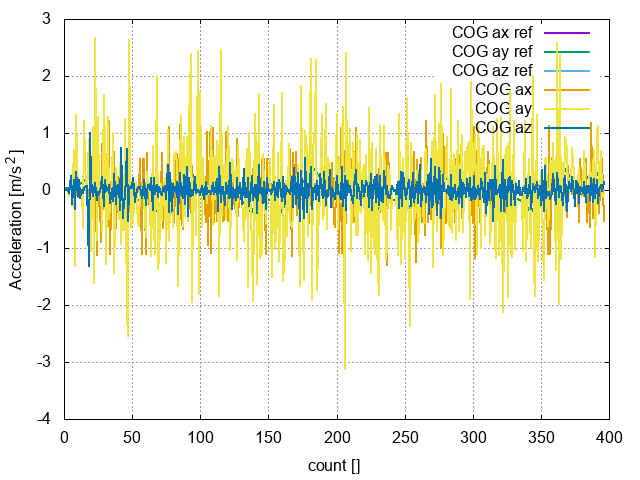 3
2
1
0
-1
-2
-3
-4
0 50 100 150 200 250 300 350 400
Acceleration [m/s²]
count []
COG ax ref
COG ay ref
COG az ref
COG ax
COG ay
COG az